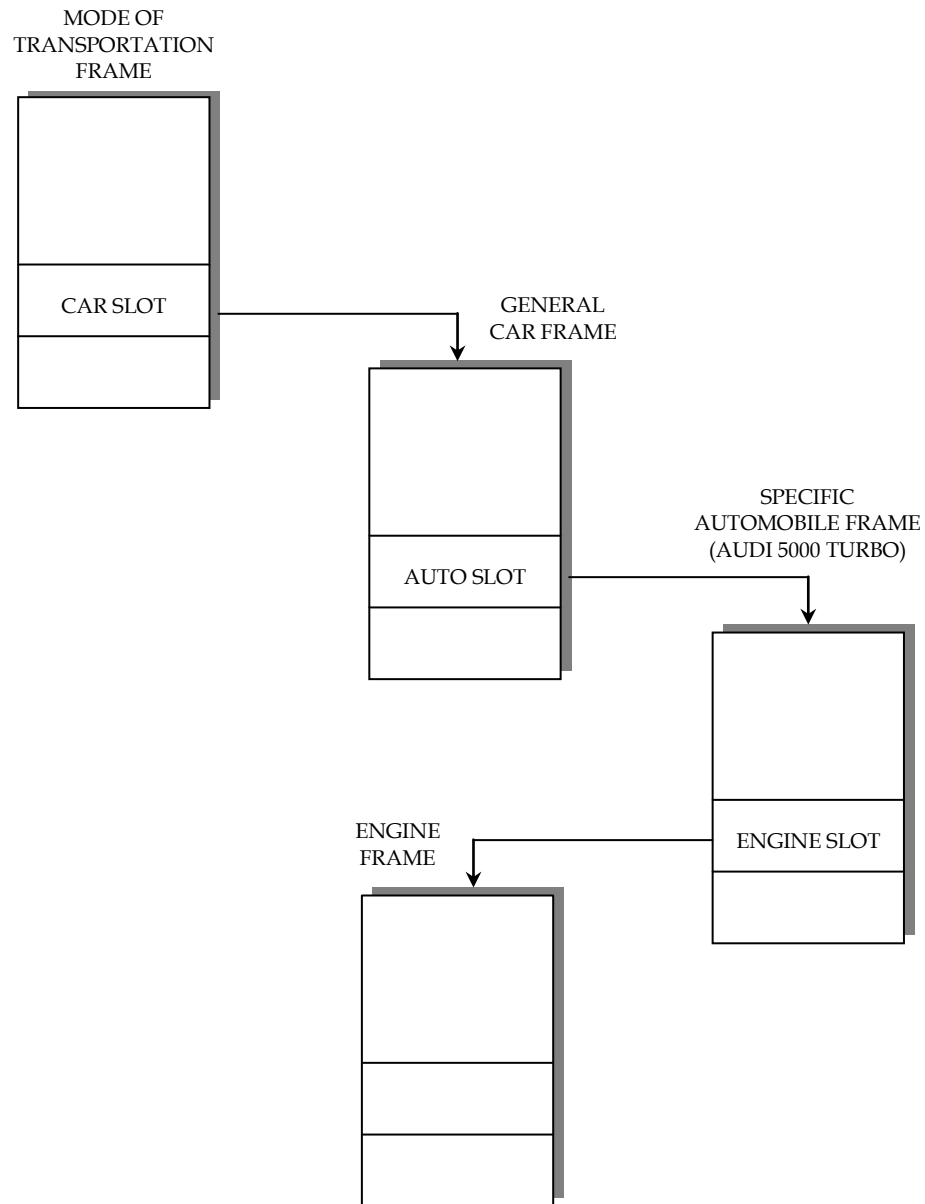 MODE OF
TRANSPORTATION
FRAME
CAR SLOT
GENERAL
CAR FRAME
AUTO SLOT
SPECIFIC
AUTOMOBILE FRAME
(AUDI 5000 TURBO)
ENGINE SLOT
ENGINE
FRAME